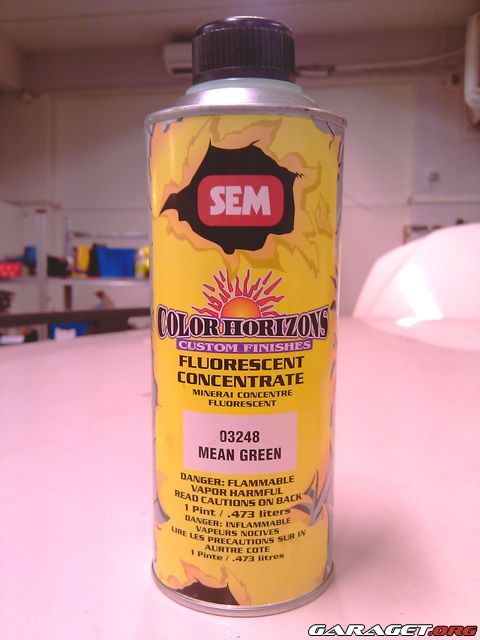 SEM
COLOR HORIZONS
CUSTOM FINISHES
FLUORESCENT
CONCENTRATE
MINERAI CONCENTRE
FLUORESCENT
03248
MEAN GREEN
DANGER: FLAMMABLE
VAPOR HARMFUL
READ CAUTIONS ON BACK
1 Pint / .473 liters
DANGER: INFLAMMABLE
VAPEURS NOCIVES
LIRE LES PRECAUTIONS SUR IN
AURTRE COTE
1 Pinte / .473 litres
GARAGET.ORG